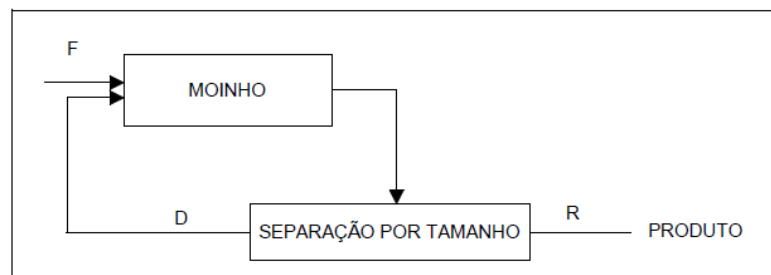 F
MOINHO
D
SEPARAÇÃO POR TAMANHO
R
PRODUTO